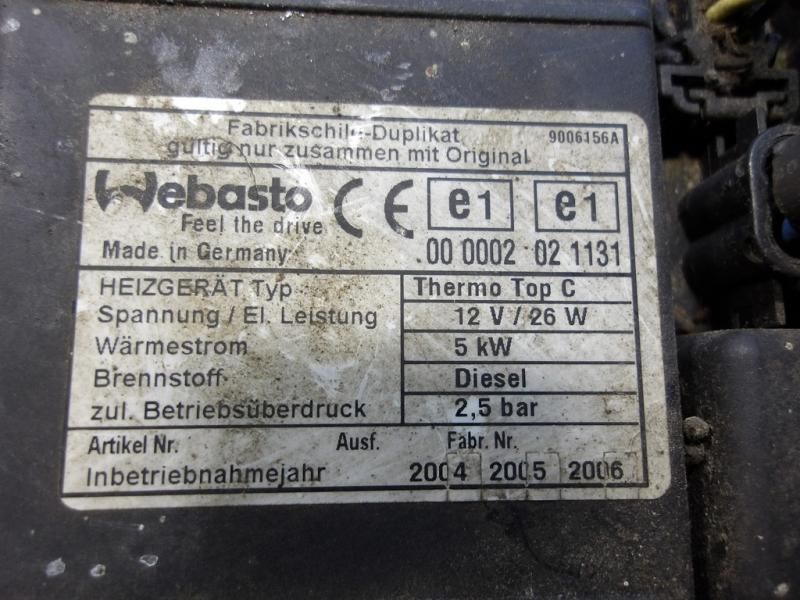 Fabrikschild-Duplikat 9006156A
gültig nur zusammen mit Original
Webasto CE e1 e1
Feel the drive
Made in Germany .00 0002 02 1131
HEIZGERÄT Typ Thermo Top C
Spannung / El. Leistung 12 V / 26 W
Wärmestrom 5 kW
Brennstoff Diesel
zul. Betriebsüberdruck 2,5 bar
Artikel Nr. Ausf. Fabr. Nr.
Inbetriebnahmejahr 2004 2005 2006